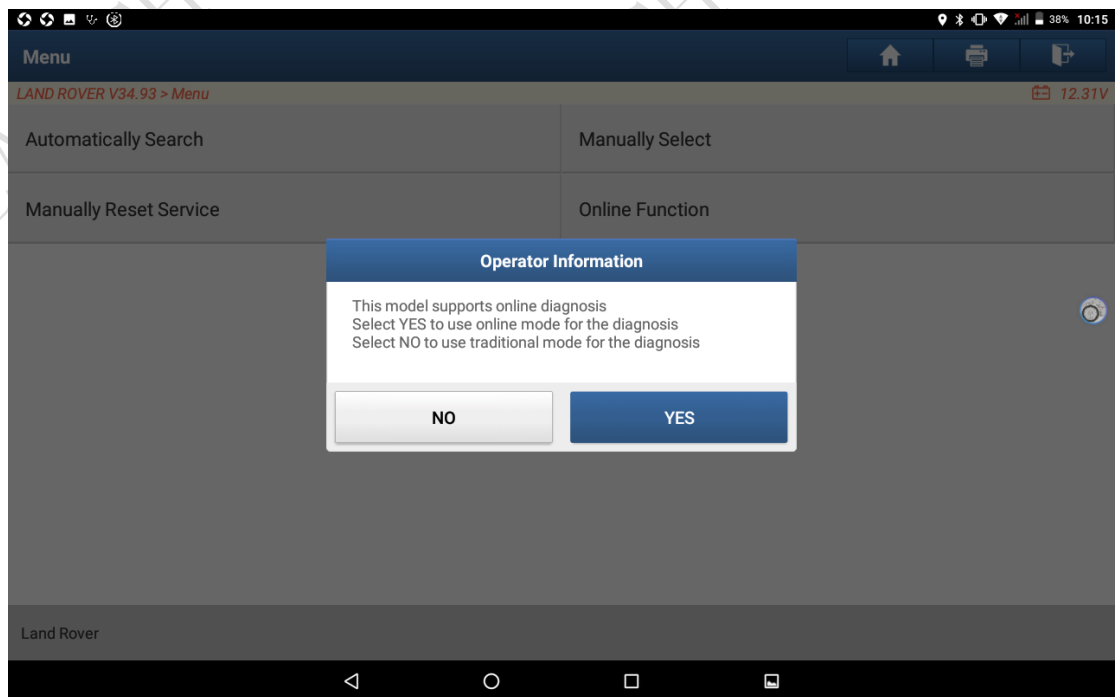 38% 10:15
Menu
LAND ROVER V34.93 > Menu
12.31V
Automatically Search
Manually Select
Manually Reset Service
Online Function
Operator Information
This model supports online diagnosis
Select YES to use online mode for the diagnosis
Select NO to use traditional mode for the diagnosis
NO
YES
Land Rover